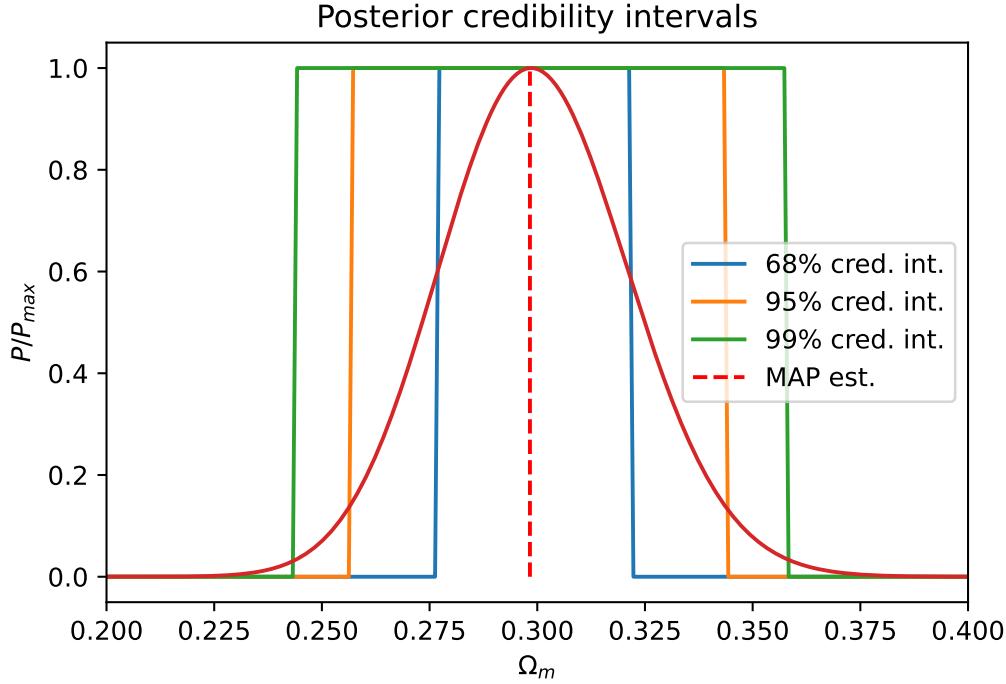 Posterior credibility intervals
1.0
0.8
0.6
0.4
0.2
0.0
P/P_{max}
68% cred. int.
95% cred. int.
99% cred. int.
MAP est.
0.200 0.225 0.250 0.275 0.300 0.325 0.350 0.375 0.400
Ω_m